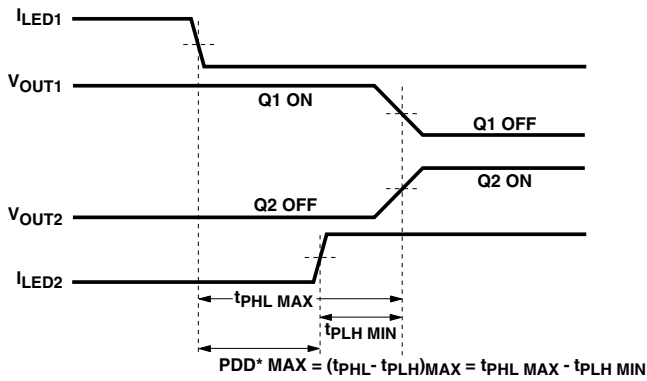 ILED1
VOUT1
Q1 ON
Q1 OFF
Q2 ON
Q2 OFF
VOUT2
ILED2
tPHL MAX
tPLH MIN
PDD* MAX = (tPHL- tPLH)MAX = tPHL MAX - tPLH MIN